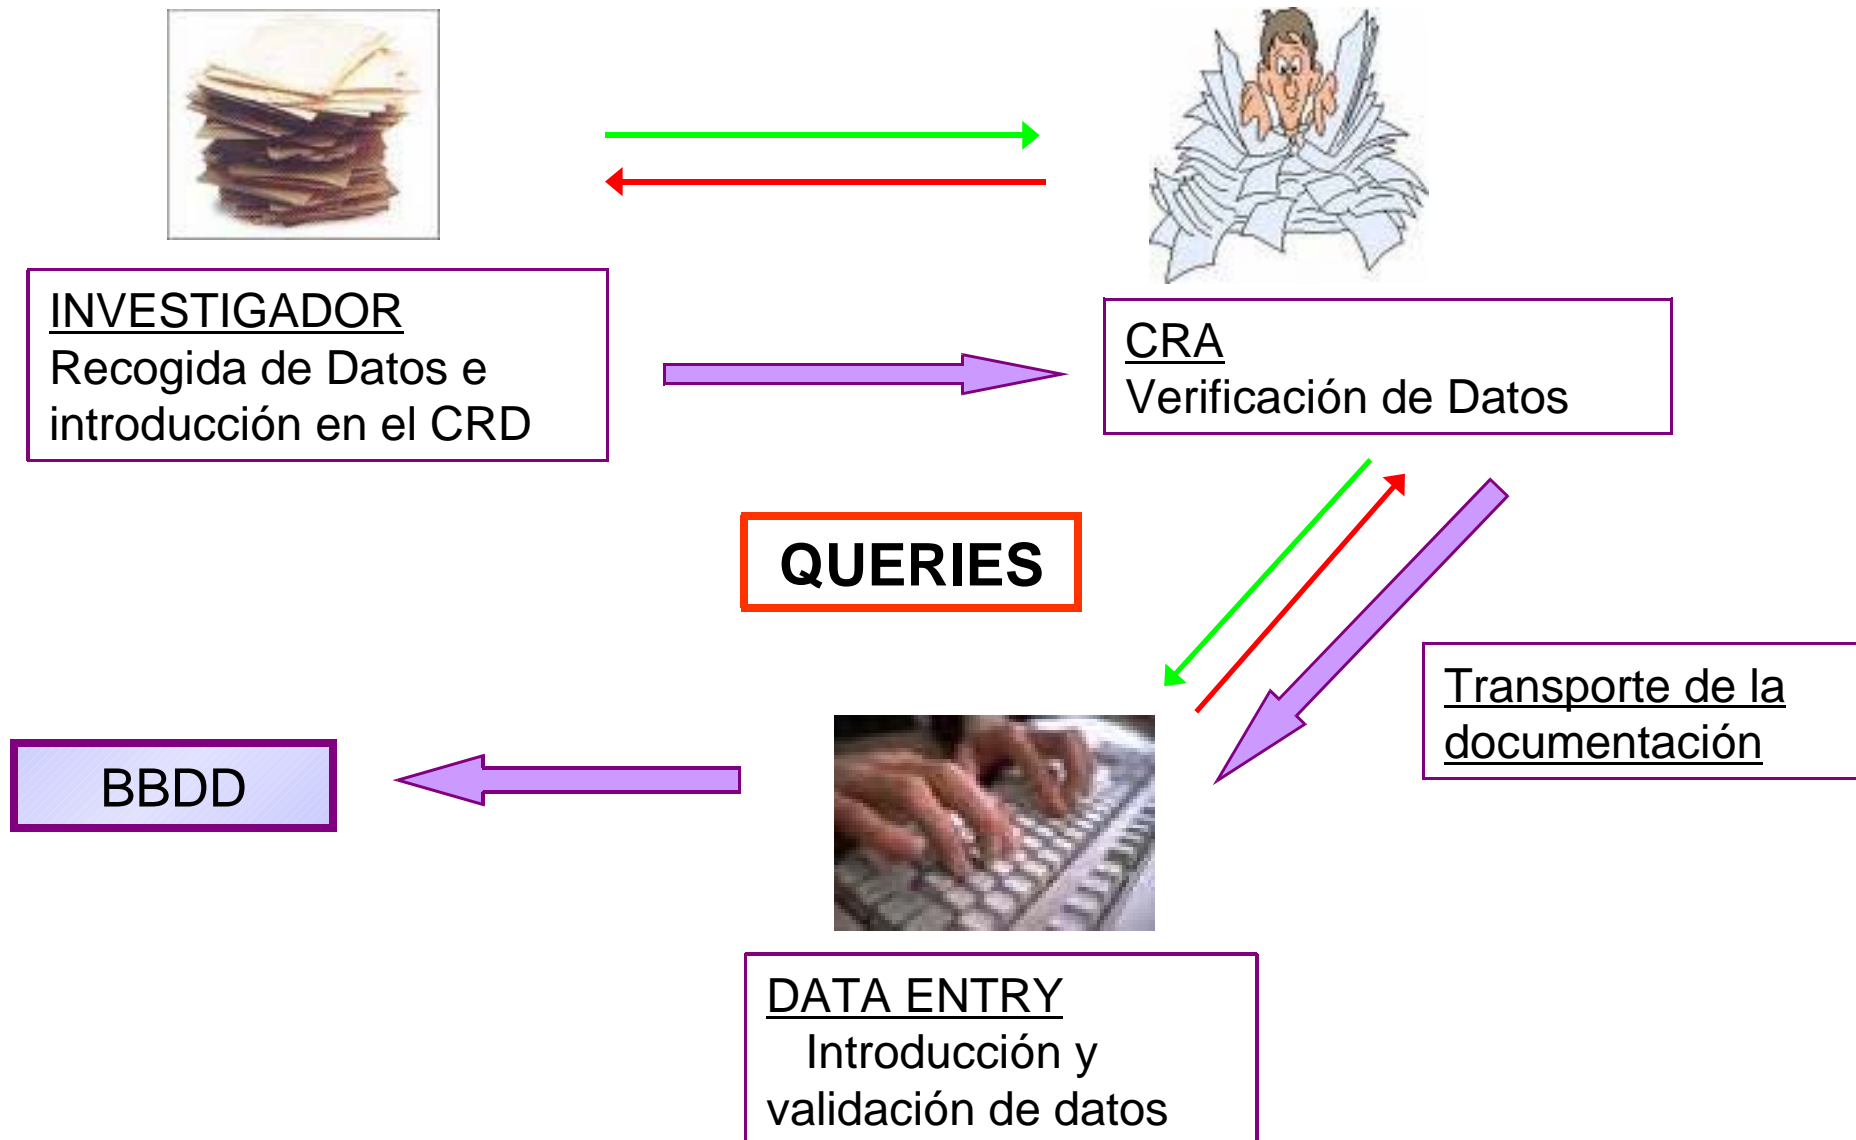 INVESTIGADOR
Recogida de Datos e
introducción en el CRD
CRA
Verificación de Datos
QUERIES
Transporte de la
documentación
BBDD
DATA ENTRY
Introducción y
validación de datos